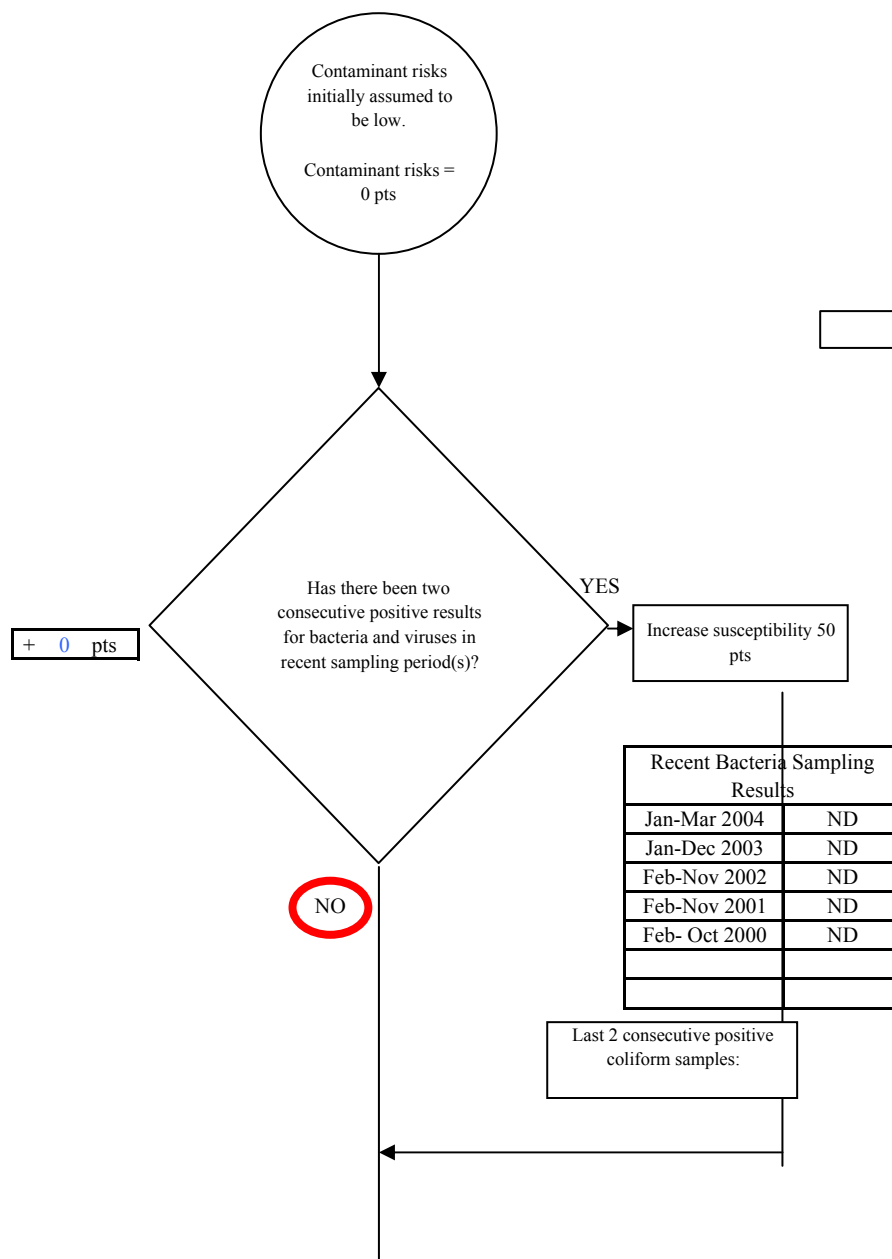 Contaminant risks
initially assumed to
be low.
Contaminant risks =
0 pts
Has there been two
consecutive positive results
for bacteria and viruses in
recent sampling period(s)?
YES
+ 0 pts
Increase susceptibility 50
pts
Recent Bacteria Sampling
Results
Jan-Mar 2004 ND
Jan-Dec 2003 ND
Feb-Nov 2002 ND
Feb-Nov 2001 ND
Feb- Oct 2000 ND
NO
Last 2 consecutive positive
coliform samples: